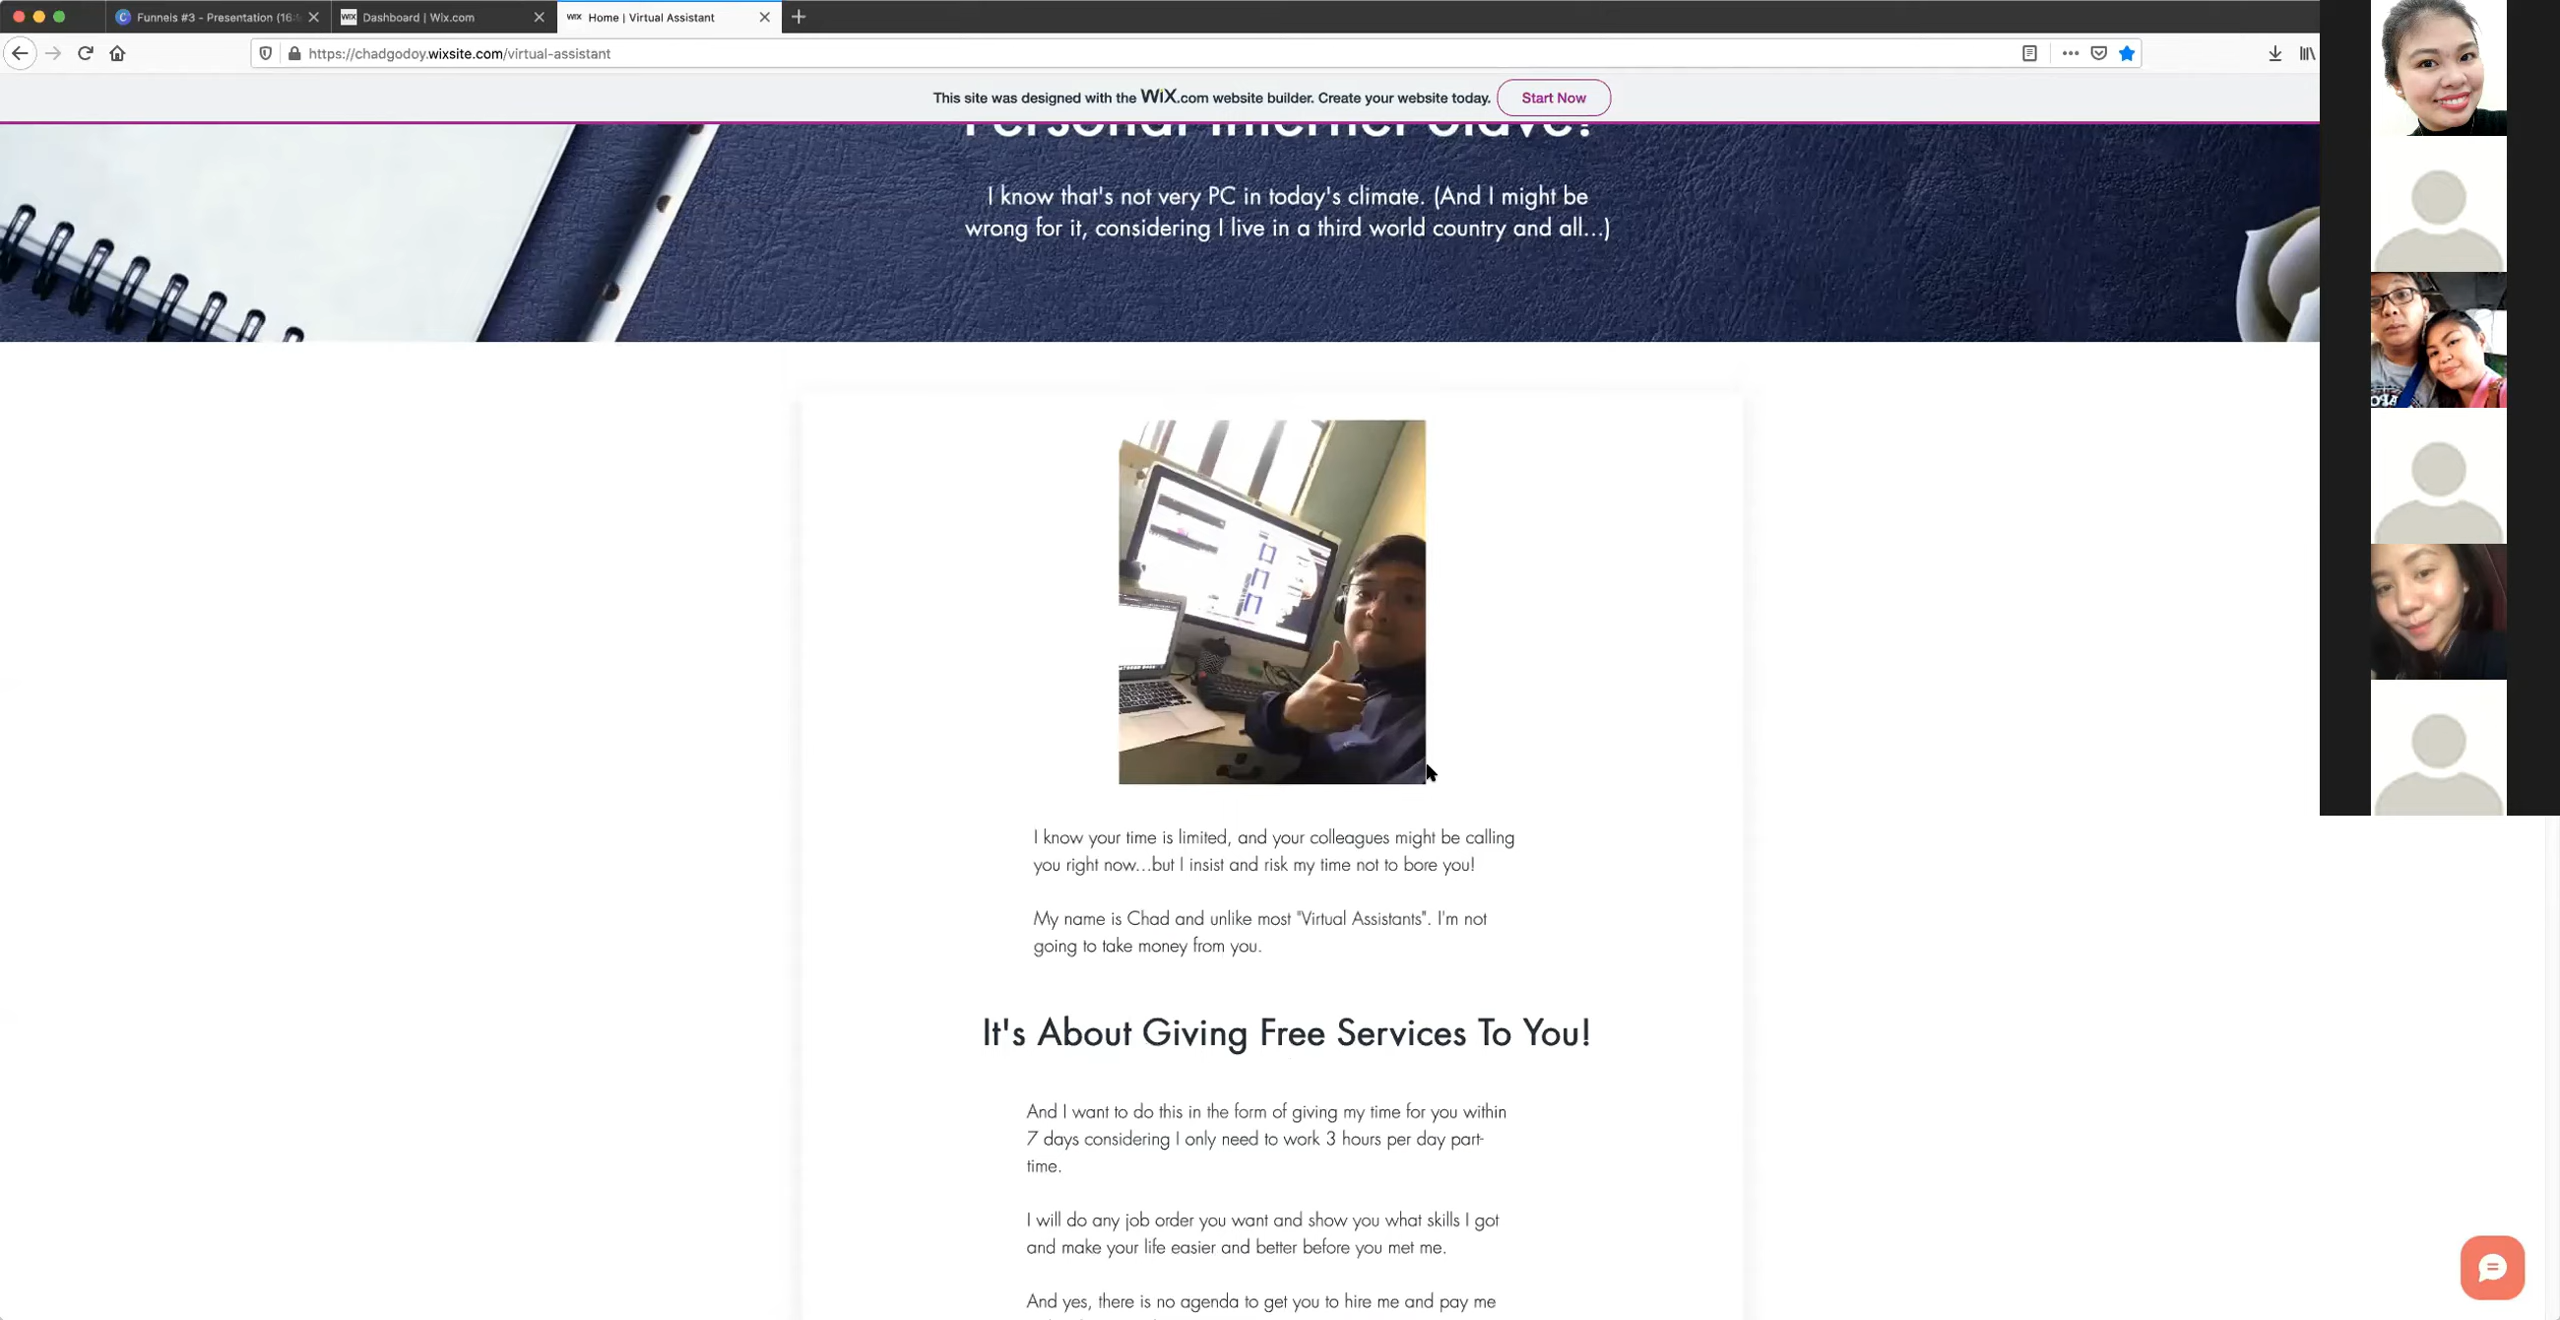 Funnels #3 - Presentation (16:
WIX Dashboard | Wix.com
WIX Home | Virtual Assistant
https://chadgodoy.wixsite.com/virtual-assistant
This site was designed with the WiX.com website builder. Create your website today. Start Now
Personal Internet Slave!
I know that's not very PC in today's climate. (And I might be
wrong for it, considering I live in a third world country and all...)
I know your time is limited, and your colleagues might be calling
you right now...but I insist and risk my time not to bore you!
My name is Chad and unlike most "Virtual Assistants". I'm not
going to take money from you.
It's About Giving Free Services To You!
And I want to do this in the form of giving my time for you within
7 days considering I only need to work 3 hours per day part-
time.
I will do any job order you want and show you what skills I got
and make your life easier and better before you met me.
And yes, there is no agenda to get you to hire me and pay me